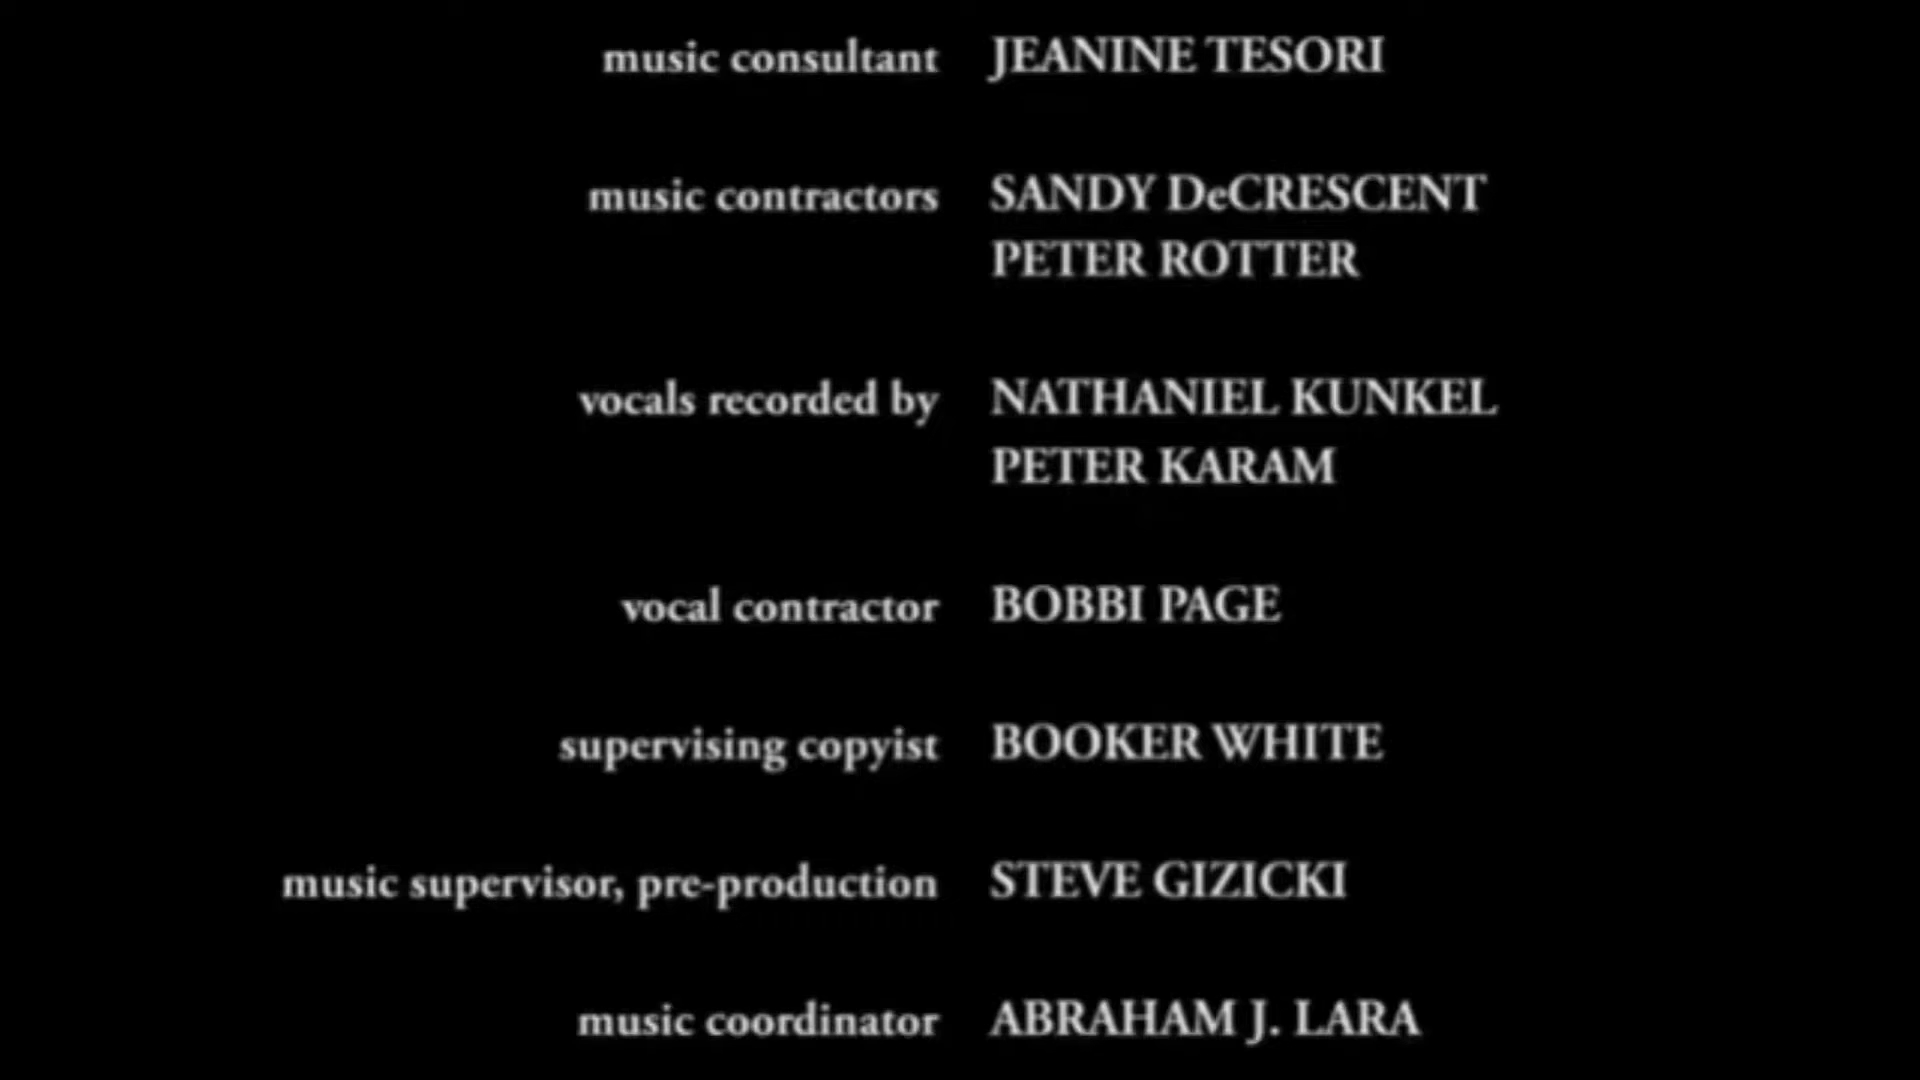 music consultant JEANINE TESORI
music contractors SANDY DeCRESCENT
PETER ROTTER
vocals recorded by NATHANIEL KUNKEL
PETER KARAM
vocal contractor BOBBI PAGE
supervising copyist BOOKER WHITE
music supervisor, pre-production STEVE GIZICKI
music coordinator ABRAHAM J. LARA